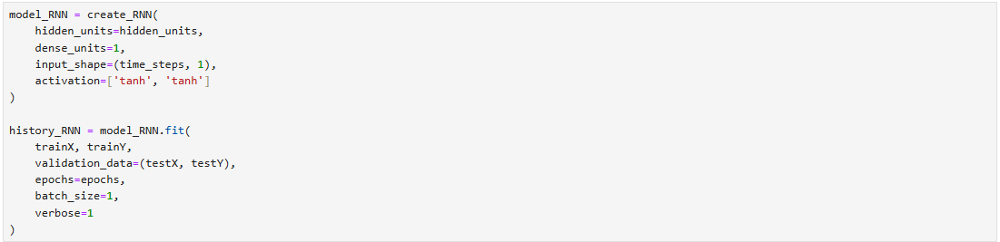 model_RNN = create_RNN(
    hidden_units=hidden_units,
    dense_units=1,
    input_shape=(time_steps, 1),
    activation=['tanh', 'tanh']
)

history_RNN = model_RNN.fit(
    trainX, trainY,
    validation_data=(testX, testY),
    epochs=epochs,
    batch_size=1,
    verbose=1
)